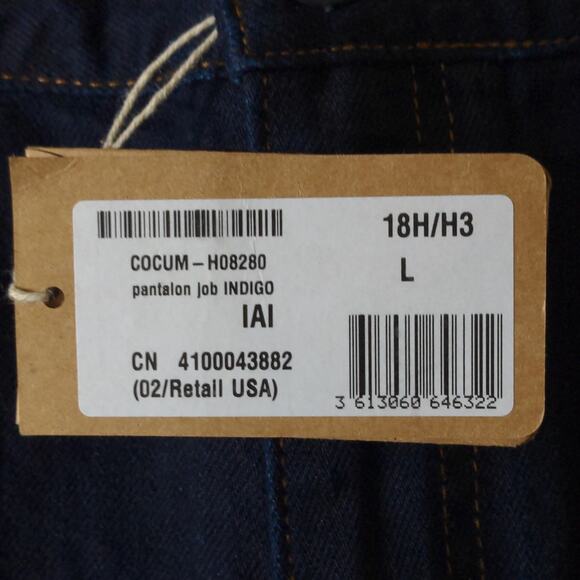 18H/H3
COCUM-H08280
L
pantalon job INDIGO
IAI
CN 4100043882
(02/Retail USA)
3 613060 646322